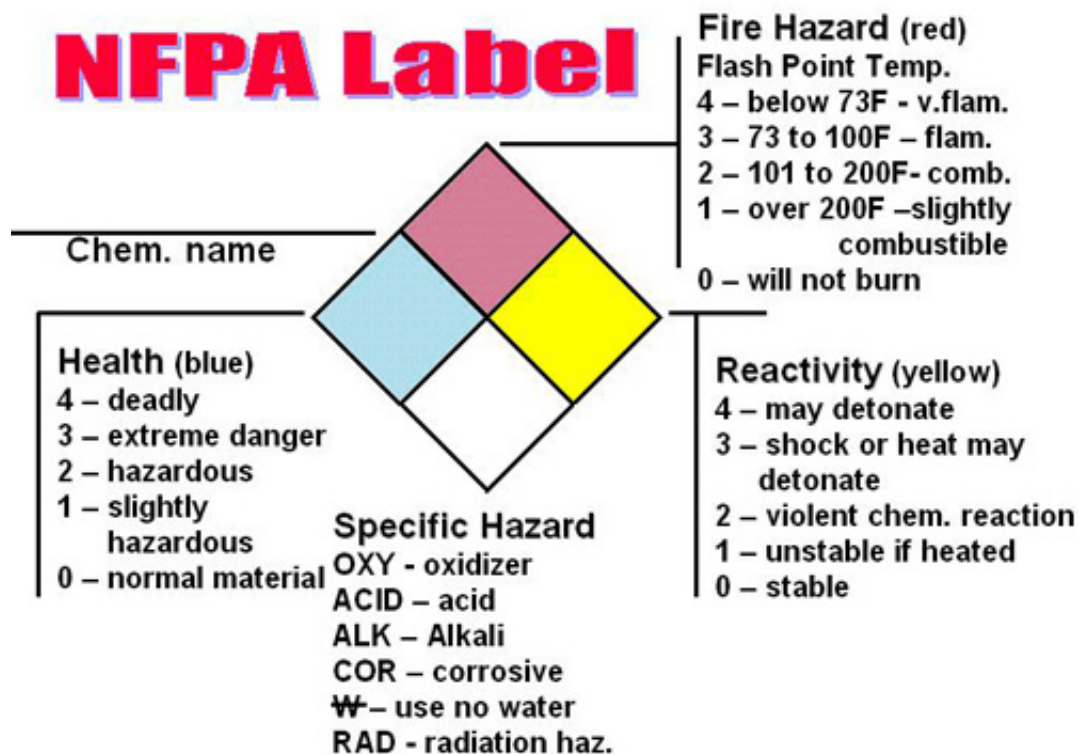 NFPA Label
Fire Hazard (red)
Flash Point Temp.
4 – below 73F - v.flam.
3 – 73 to 100F – flam.
2 – 101 to 200F- comb.
1 – over 200F –slightly
combustible
0 – will not burn
Chem. name
Health (blue)
4 – deadly
3 – extreme danger
2 – hazardous
1 – slightly
hazardous
0 – normal material
Reactivity (yellow)
4 – may detonate
3 – shock or heat may
detonate
2 – violent chem. reaction
1 – unstable if heated
0 – stable
Specific Hazard
OXY - oxidizer
ACID – acid
ALK – Alkali
COR – corrosive
W – use no water
RAD - radiation haz.